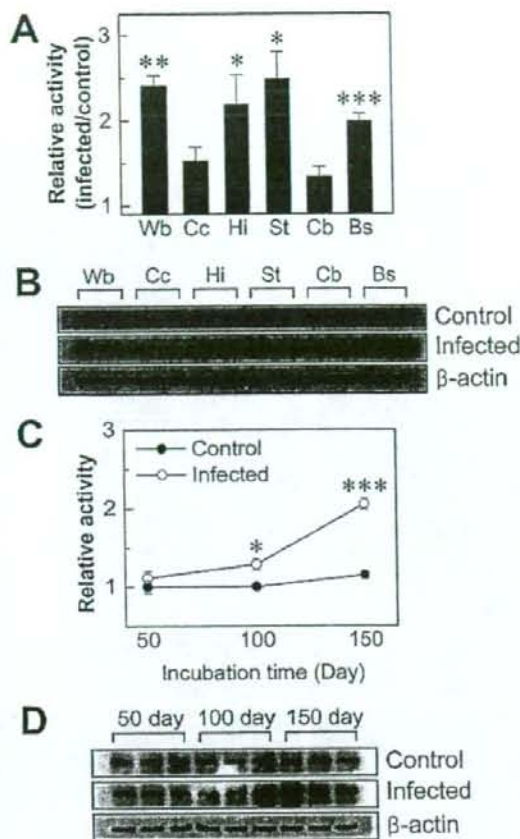 A
Relative activity
(infected/control)
3
2
1
** * * ***
Wb Cc Hi St Cb Bs
B
Wb Cc Hi St Cb Bs
Control
Infected
β-actin
C
Relative activity
3
2
1
Control
Infected
* ***
50 100 150
Incubation time (Day)
D
50 day 100 day 150 day
Control
Infected
β-actin